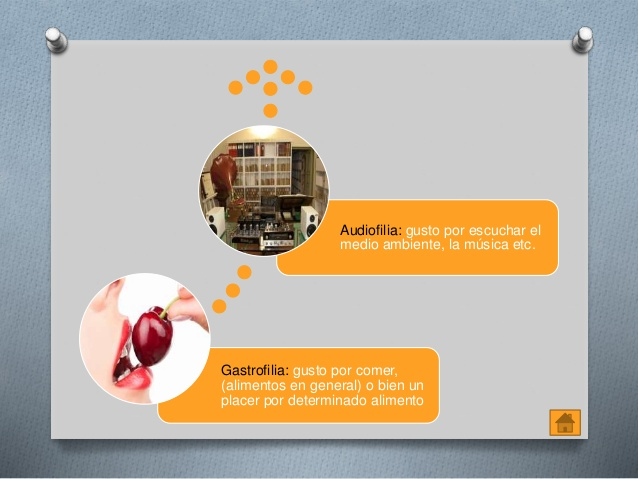 Audiofilia: gusto por escuchar el
medio ambiente, la música etc.
Gastrofilia: gusto por comer,
(alimentos en general) o bien un
placer por determinado alimento